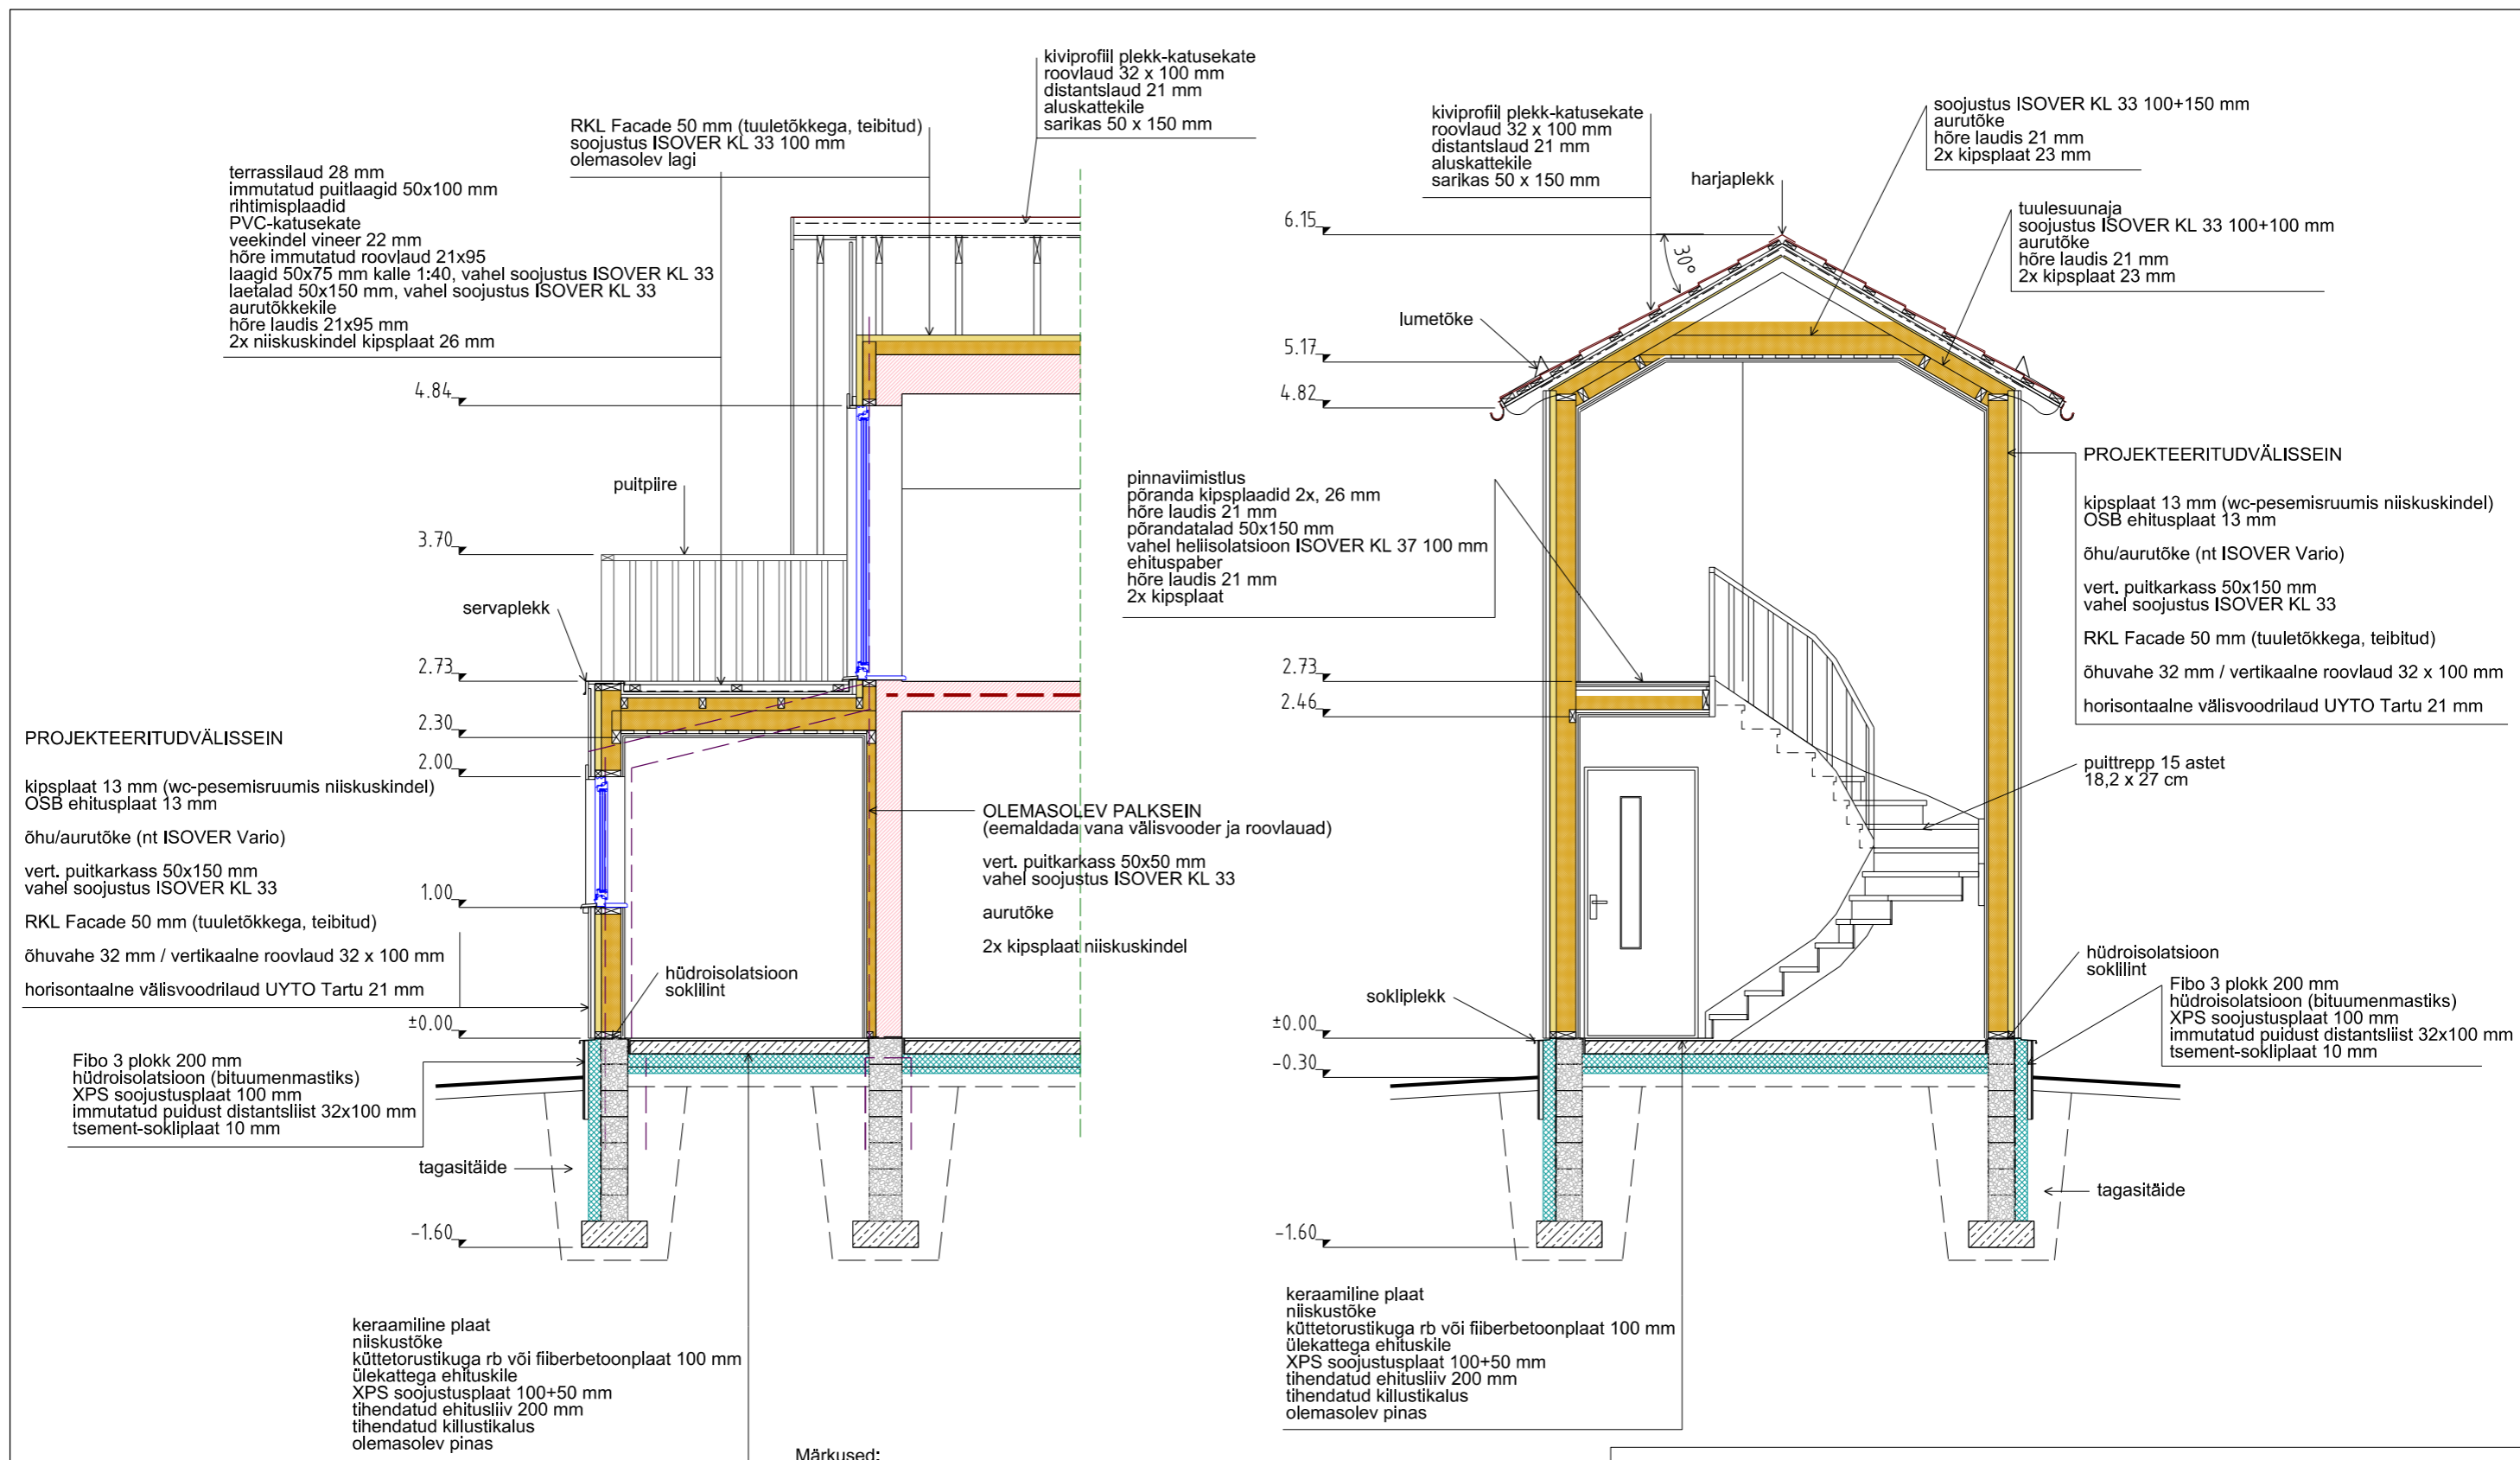 kiviprofiil plekk-katusekate
roovlaud 32 x 100 mm
distantslaud 21 mm
aluskattekile
sarikas 50 x 150 mm
RKL Facade 50 mm (tuuletõkkega, teibitud)
soojustus ISOVER KL 33 100 mm
olemasolev lagi
terrassilaud 28 mm
immutatud puitlaagid 50x100 mm
rihtimisplaadid
PVC-katusekate
veekindel vineer 22 mm
hõre immutatud roovlaud 21x95
laagid 50x75 mm kalle 1:40, vahel soojustus ISOVER KL 33
laetalad 50x150 mm, vahel soojustus ISOVER KL 33
aurutõkkekile
hõre laudis 21x95 mm
2x niiskuskindel kipsplaat 26 mm
4.84
puitpiire
3.70
servaplekk
2.73
2.30
2.00
1.00
±0.00
-1.60
PROJEKTEERITUDVÄLISSEIN
kipsplaat 13 mm (wc-pesemisruumis niiskuskindel)
OSB ehitusplaat 13 mm
õhu/aurutõke (nt ISOVER Vario)
vert. puitkarkass 50x150 mm
vahel soojustus ISOVER KL 33
RKL Facade 50 mm (tuuletõkkega, teibitud)
õhuvahe 32 mm / vertikaalne roovlaud 32 x 100 mm
horisontaalne välisvoodrilaud UYTO Tartu 21 mm
OLEMASOLEV PALKSEIN
(eemaldada vana välisvooder ja roovlauad)
vert. puitkarkass 50x50 mm
vahel soojustus ISOVER KL 33
aurutõke
2x kipsplaat niiskuskindel
hüdroisolatsioon
soklilint
Fibo 3 plokk 200 mm
hüdroisolatsioon (bituumenmastiks)
XPS soojustusplaat 100 mm
immutatud puidust distantsliist 32x100 mm
tsement-sokliplaat 10 mm
tagasitäide
keraamiline plaat
niiskustõke
küttetorustikuga rb või fiiberbetoonplaat 100 mm
ülekattega ehituskile
XPS soojustusplaat 100+50 mm
tihendatud ehitusliiv 200 mm
tihendatud killustikalus
olemasolev pinas
Märkused:
kiviprofiil plekk-katusekate
roovlaud 32 x 100 mm
distantslaud 21 mm
aluskattekile
sarikas 50 x 150 mm
harjaplekk
soojustus ISOVER KL 33 100+150 mm
aurutõke
hõre laudis 21 mm
2x kipsplaat 23 mm
tuulesuunaja
soojustus ISOVER KL 33 100+100 mm
aurutõke
hõre laudis 21 mm
2x kipsplaat 23 mm
6.15
30°
lumetõke
5.17
4.82
pinnaviimistlus
põranda kipsplaadid 2x, 26 mm
hõre laudis 21 mm
põrandatalad 50x150 mm
vahel heliisolatsioon ISOVER KL 37 100 mm
ehituspaber
hõre laudis 21 mm
2x kipsplaat
2.73
2.46
PROJEKTEERITUDVÄLISSEIN
kipsplaat 13 mm (wc-pesemisruumis niiskuskindel)
OSB ehitusplaat 13 mm
õhu/aurutõke (nt ISOVER Vario)
vert. puitkarkass 50x150 mm
vahel soojustus ISOVER KL 33
RKL Facade 50 mm (tuuletõkkega, teibitud)
õhuvahe 32 mm / vertikaalne roovlaud 32 x 100 mm
horisontaalne välisvoodrilaud UYTO Tartu 21 mm
puittrepp 15 astet
18,2 x 27 cm
sokliplekk
±0.00
-0.30
hüdroisolatsioon
soklilint
Fibo 3 plokk 200 mm
hüdroisolatsioon (bituumenmastiks)
XPS soojustusplaat 100 mm
immutatud puidust distantsliist 32x100 mm
tsement-sokliplaat 10 mm
tagasitäide
-1.60
keraamiline plaat
niiskustõke
küttetorustikuga rb või fiiberbetoonplaat 100 mm
ülekattega ehituskile
XPS soojustusplaat 100+50 mm
tihendatud ehitusliiv 200 mm
tihendatud killustikalus
olemasolev pinas